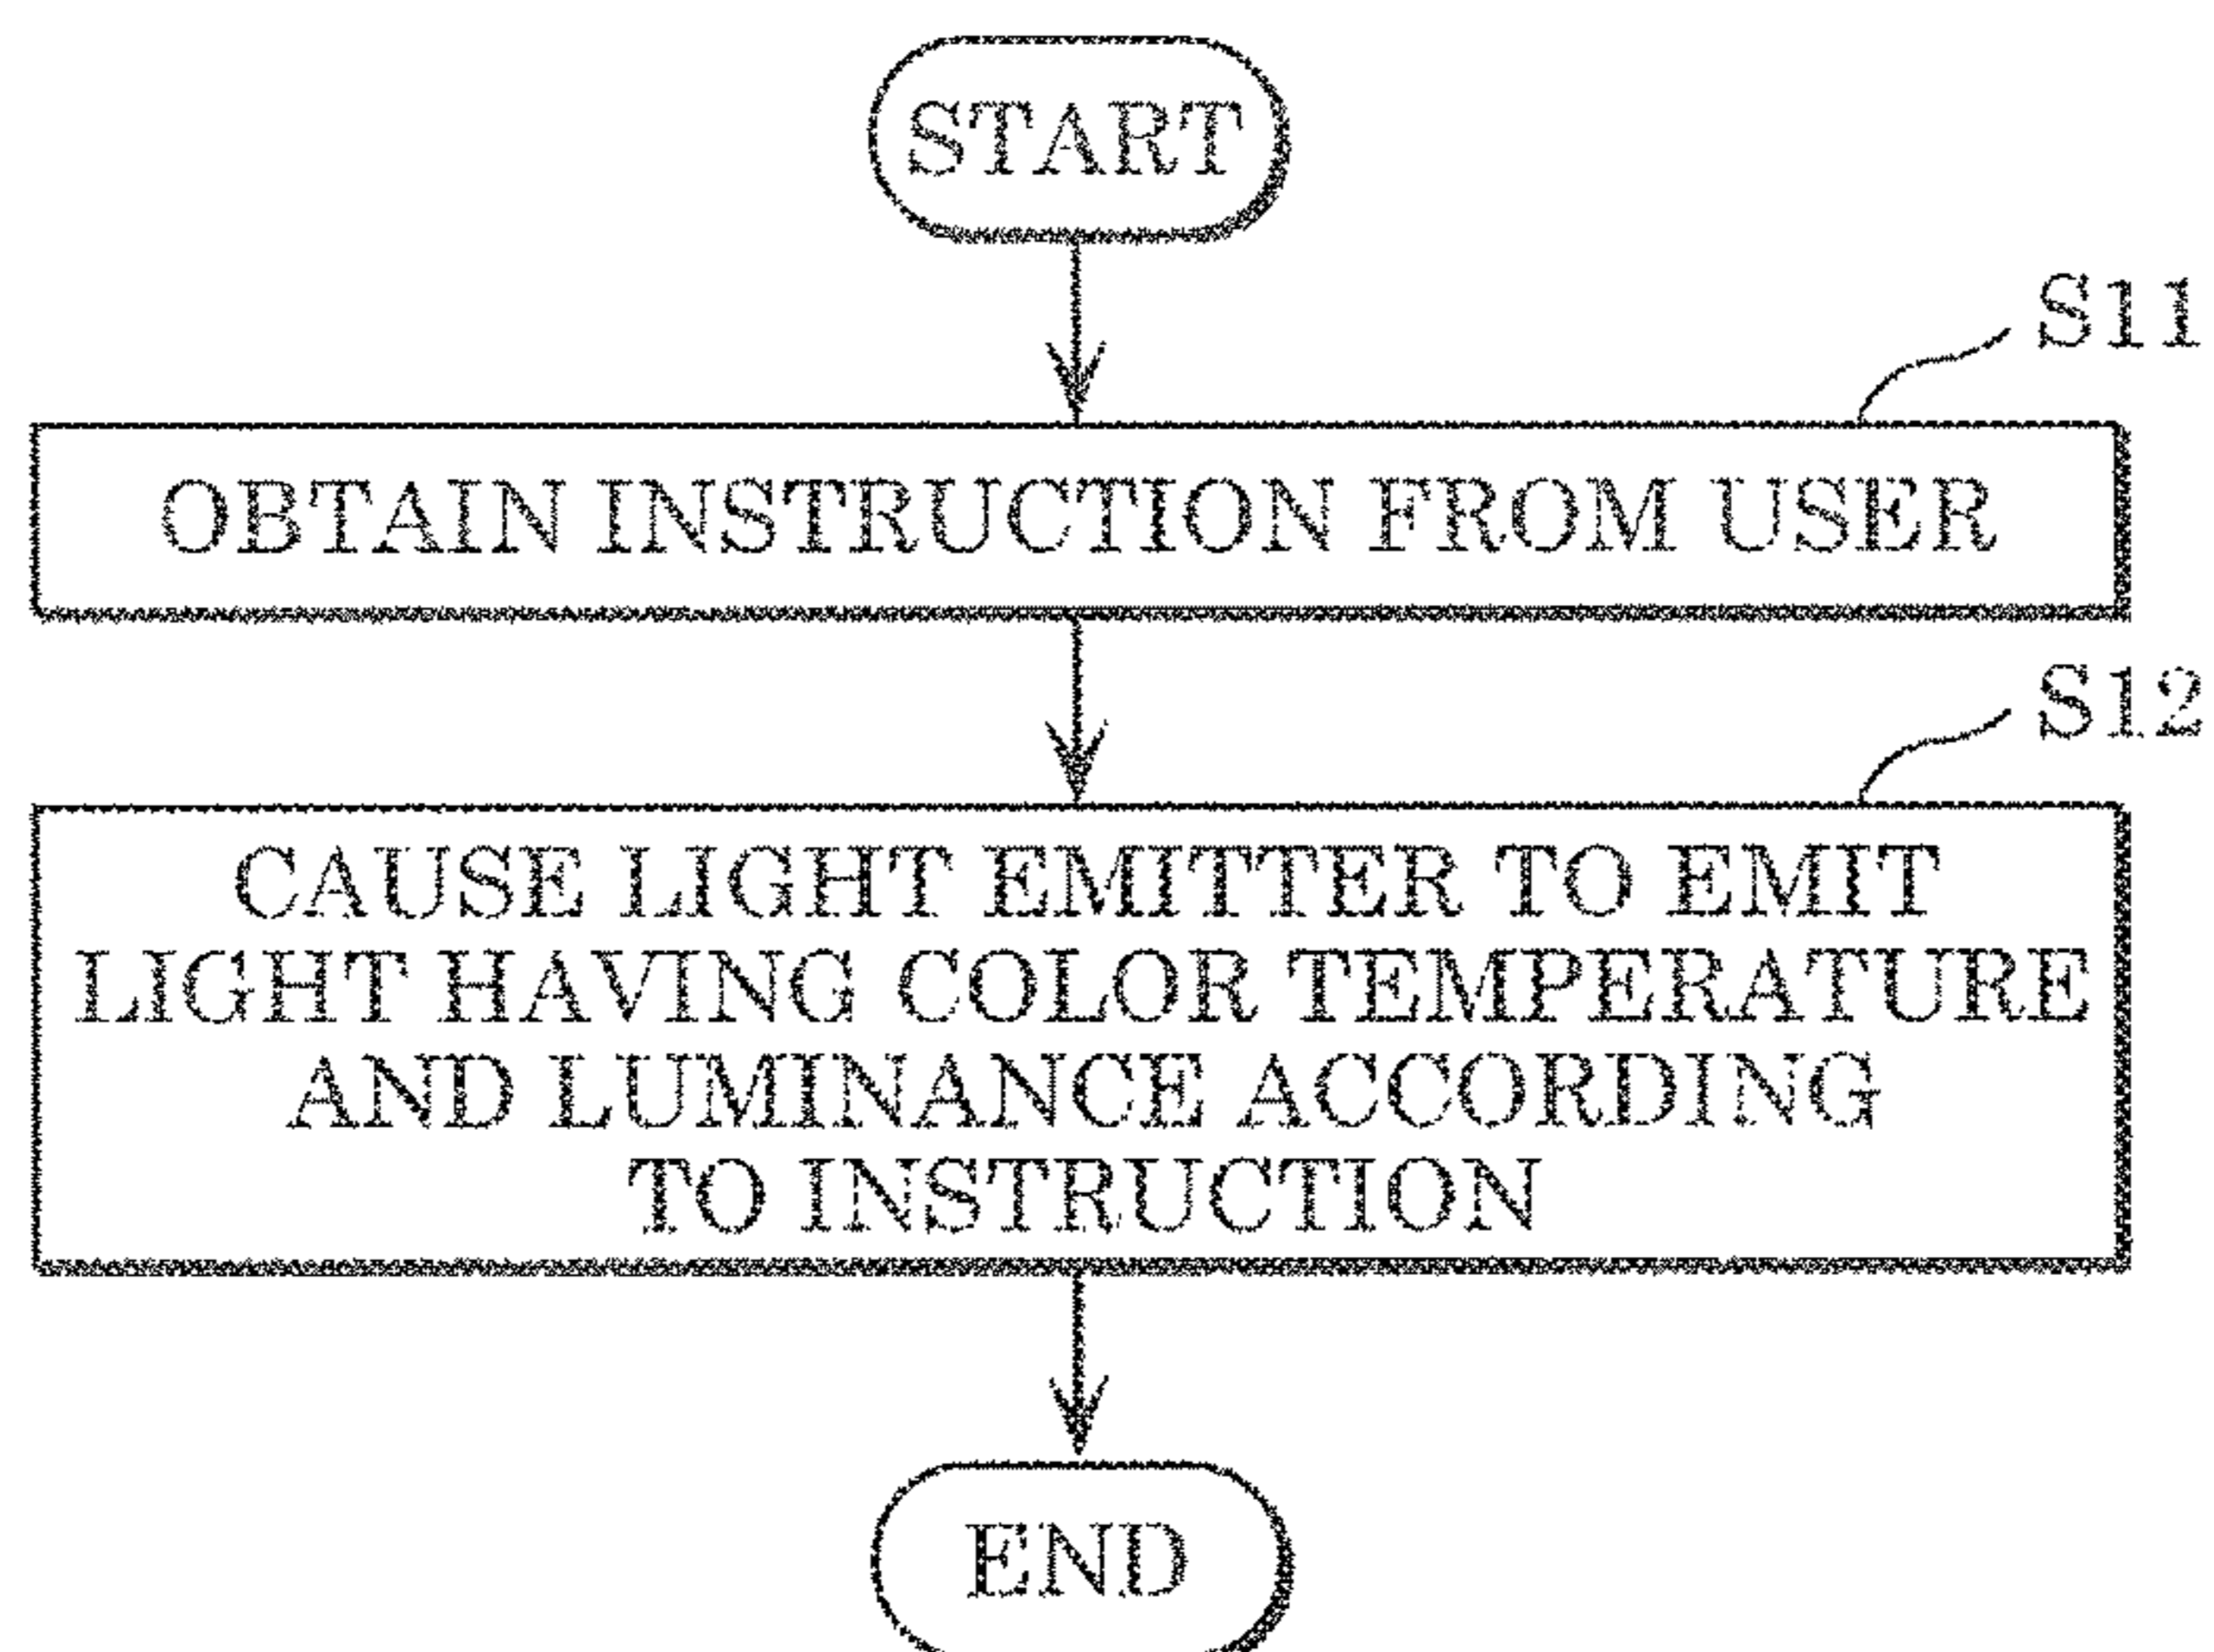 START
S11
OBTAIN INSTRUCTION FROM USER
S12
CAUSE LIGHT EMITTER TO EMIT
LIGHT HAVING COLOR TEMPERATURE
AND LUMINANCE ACCORDING
TO INSTRUCTION
END